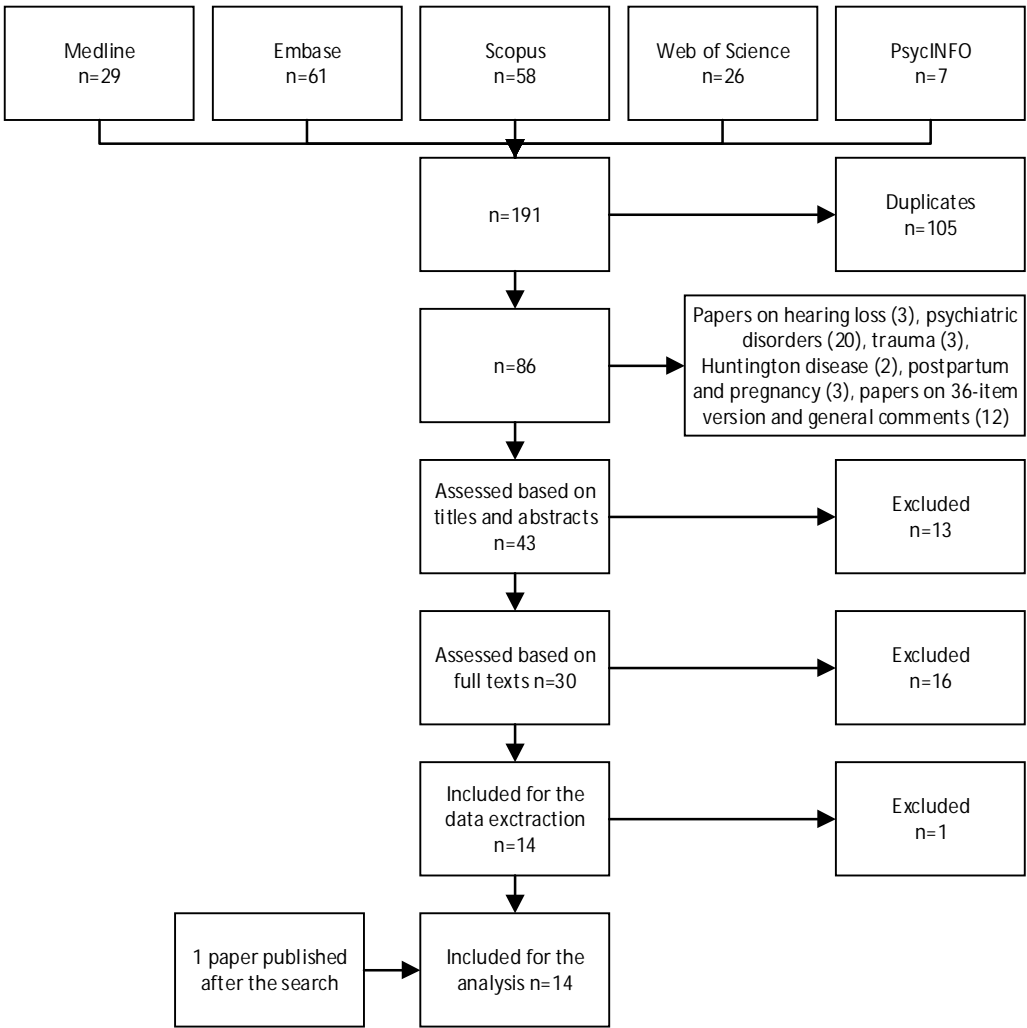 Medline
n=29
Embase
n=61
Scopus
n=58
Web of Science
n=26
PsycINFO
n=7
n=191
Duplicates
n=105
n=86
Papers on hearing loss (3), psychiatric
disorders (20), trauma (3),
Huntington disease (2), postpartum
and pregnancy (3), papers on 36-item
version and general comments (12)
Assessed based on
titles and abstracts
n=43
Excluded
n=13
Assessed based on
full texts n=30
Excluded
n=16
Included for the
data exctraction
n=14
Excluded
n=1
1 paper published
after the search
Included for the
analysis n=14